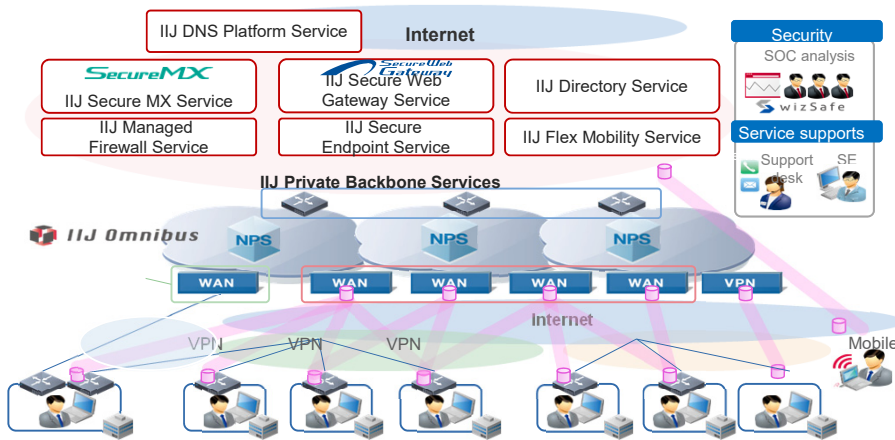 IIJ DNS Platform Service
Internet
Security
SOC analysis
wizSafe
SecureMX
IIJ Secure MX Service
SecureWeb
Gateway
IIJ Secure Web
Gateway Service
IIJ Directory Service
IIJ Managed
Firewall Service
IIJ Secure
Endpoint Service
IIJ Flex Mobility Service
Service supports
Support
desk
SE
IIJ Private Backbone Services
IIJ Omnibus
NPS
NPS
NPS
WAN
WAN
WAN
WAN
WAN
VPN
Internet
VPN
VPN
VPN
Mobile